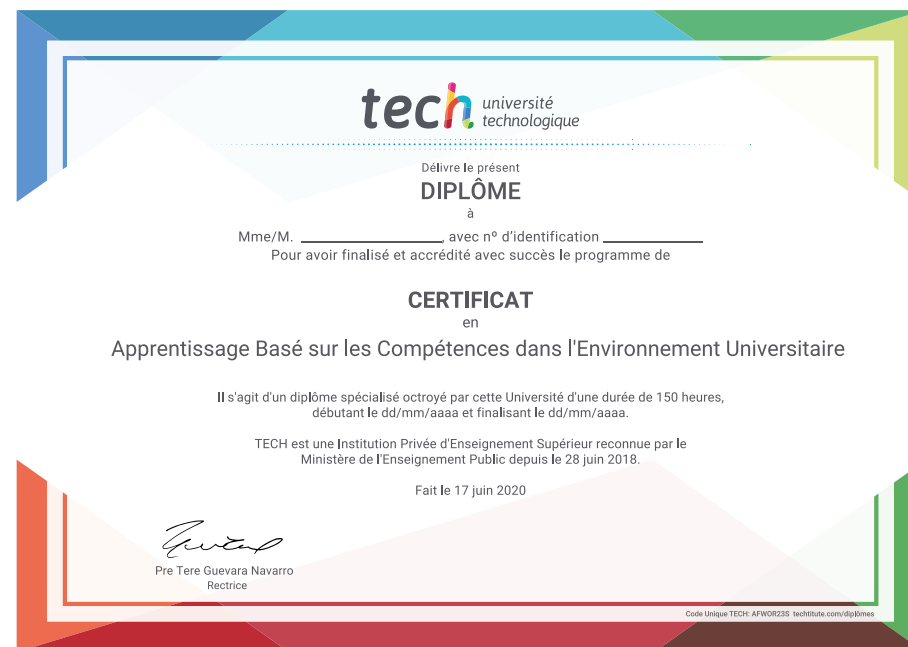 tech université
technologique
Délivre le présent
DIPLÔME
à
Mme/M. ____________________, avec nº d'identification ______________
Pour avoir finalisé et accrédité avec succès le programme de
CERTIFICAT
en
Apprentissage Basé sur les Compétences dans l'Environnement Universitaire
Il s'agit d'un diplôme spécialisé octroyé par cette Université d'une durée de 150 heures,
débutant le dd/mm/aaaa et finalisant le dd/mm/aaaa.
TECH est une Institution Privée d'Enseignement Supérieur reconnue par le
Ministère de l'Enseignement Public depuis le 28 juin 2018.
Fait le 17 juin 2020
Pre Tere Guevara Navarro
Rectrice
Code Unique TECH: AFWOR23S techtitute.com/diplômes